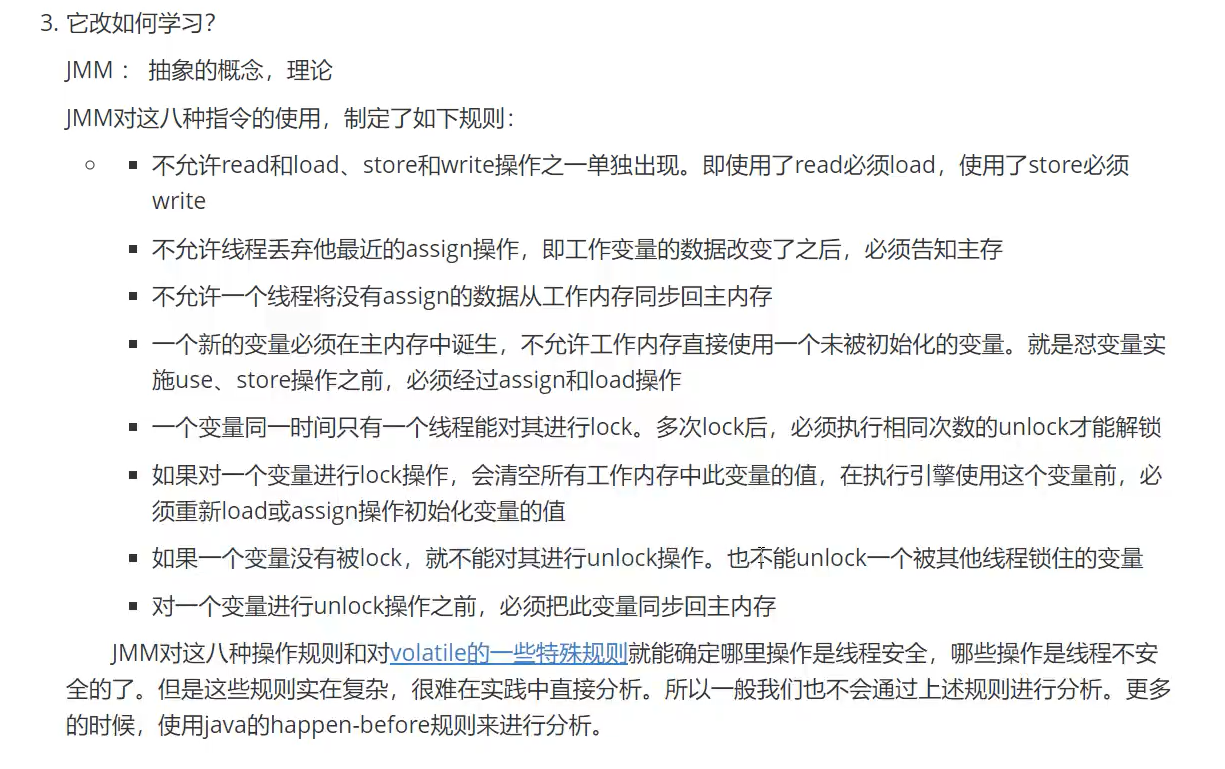 3. 它改如何学习?
JMM： 抽象的概念，理论
JMM对这八种指令的使用，制定了如下规则：
不允许read和load、store和write操作之一单独出现。即使用了read必须load，使用了store必须
write
不允许线程丢弃他最近的assign操作，即工作变量的数据改变了之后，必须告知主存
不允许一个线程将没有assign的数据从工作内存同步回主内存
一个新的变量必须在主内存中诞生，不允许工作内存直接使用一个未被初始化的变量。就是怼变量实
施use、store操作之前，必须经过assign和load操作
一个变量同一时间只有一个线程能对其进行lock。多次lock后，必须执行相同次数的unlock才能解锁
如果对一个变量进行lock操作，会清空所有工作内存中此变量的值，在执行引擎使用这个变量前，必
须重新load或assign操作初始化变量的值
如果一个变量没有被lock，就不能对其进行unlock操作。也不能unlock一个被其他线程锁住的变量
对一个变量进行unlock操作之前，必须把此变量同步回主内存
JMM对这八种操作规则和对volatile的一些特殊规则就能确定哪里操作是线程安全，哪些操作是线程不安
全的了。但是这些规则实在复杂，很难在实践中直接分析。所以一般我们也不会通过上述规则进行分析。更多
的时候，使用java的happen-before规则来进行分析。